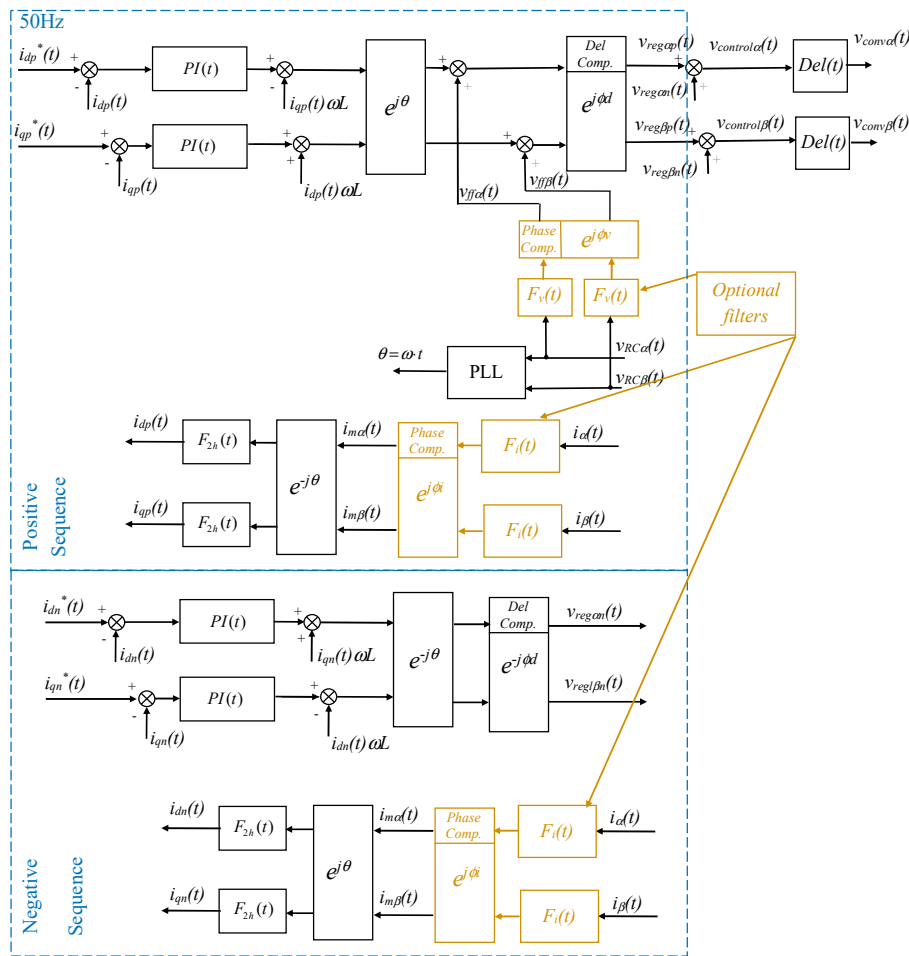 50Hz
i_dp*(t) + - i_dp(t) PI(t) + - i_qp(t)ωL
i_qp*(t) + - i_qp(t) PI(t) + + i_dp(t)ωL
e^jθ
+ + v_ffα(t)
+ + v_ffβ(t)
Del
Comp.
e^jϕd
v_regαp(t) + + v_regαn(t) v_controlα(t) Del(t) v_convα(t)
v_regβp(t) + + v_regβn(t) v_controlβ(t) Del(t) v_convβ(t)
Phase
Comp.
e^jϕv
F_v(t) F_v(t)
Optional
filters
θ=ω·t PLL v_RCα(t)
v_RCβ(t)
i_dp(t) F_2h(t) e^-jθ i_mα(t) Phase
Comp.
e^jϕi
F_i(t) i_α(t)
i_qp(t) F_2h(t) i_mβ(t) F_i(t) i_β(t)
Positive
Sequence
i_dn*(t) + - i_dn(t) PI(t) + + i_qn(t)ωL
i_qn*(t) + - i_qn(t) PI(t) + - i_dn(t)ωL
e^-jθ
Del
Comp.
e^-jϕd
v_regαn(t)
v_reglβn(t)
i_dn(t) F_2h(t) e^jθ i_mα(t) Phase
Comp.
e^jϕi
F_i(t) i_α(t)
i_qn(t) F_2h(t) i_mβ(t) F_i(t) i_β(t)
Negative
Sequence